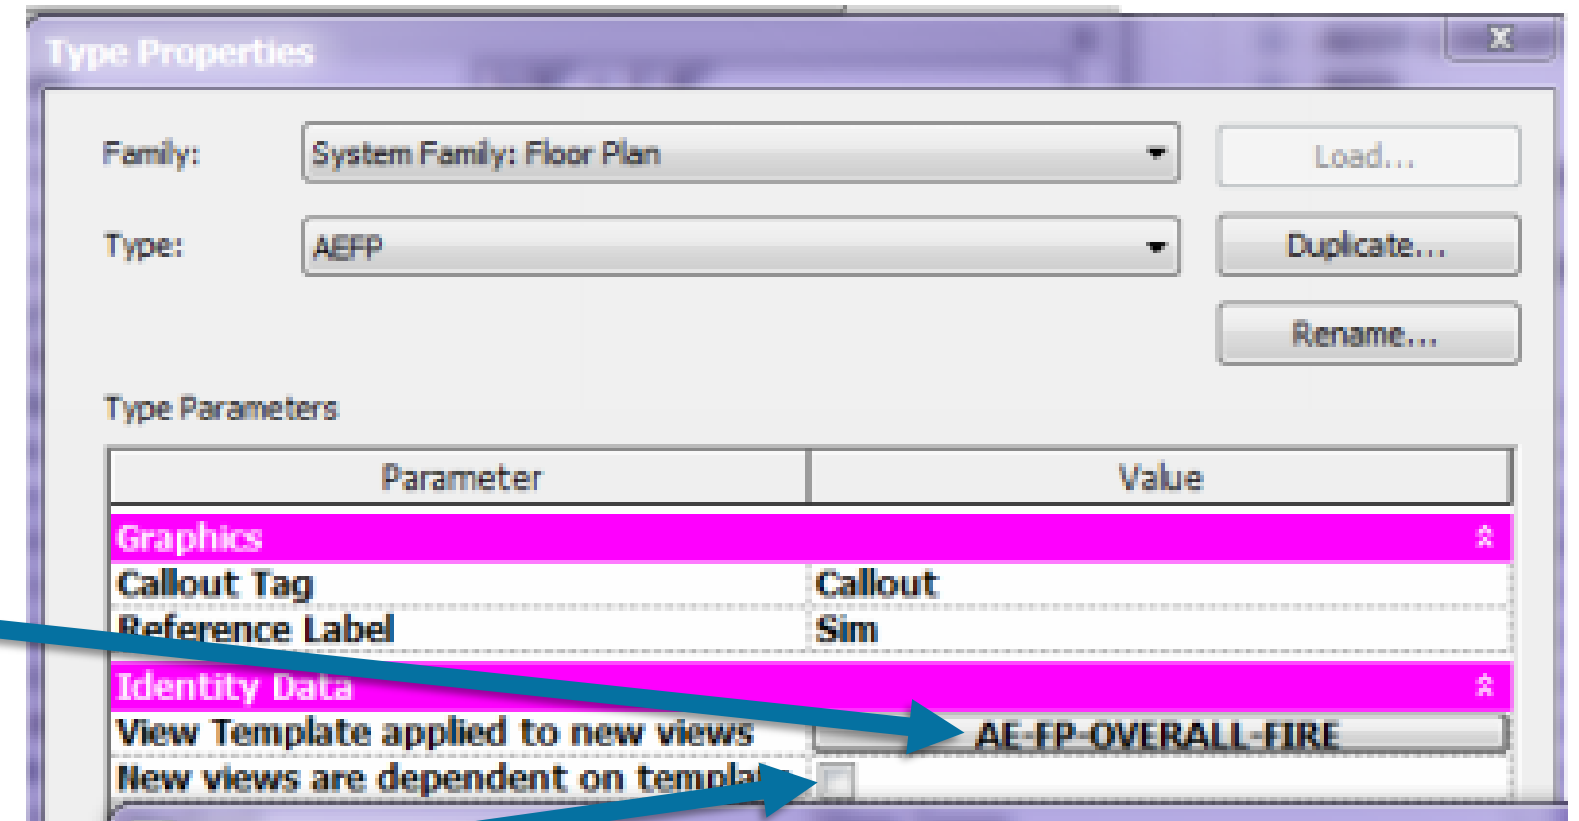 Type Properties
x
Family: System Family: Floor Plan Load...
Type: AEFP Duplicate...
Rename...
Type Parameters
Parameter Value
Graphics
Callout Tag Callout
Reference Label Sim
Identity Data
View Template applied to new views AE-FP-OVERALL-FIRE
New views are dependent on template